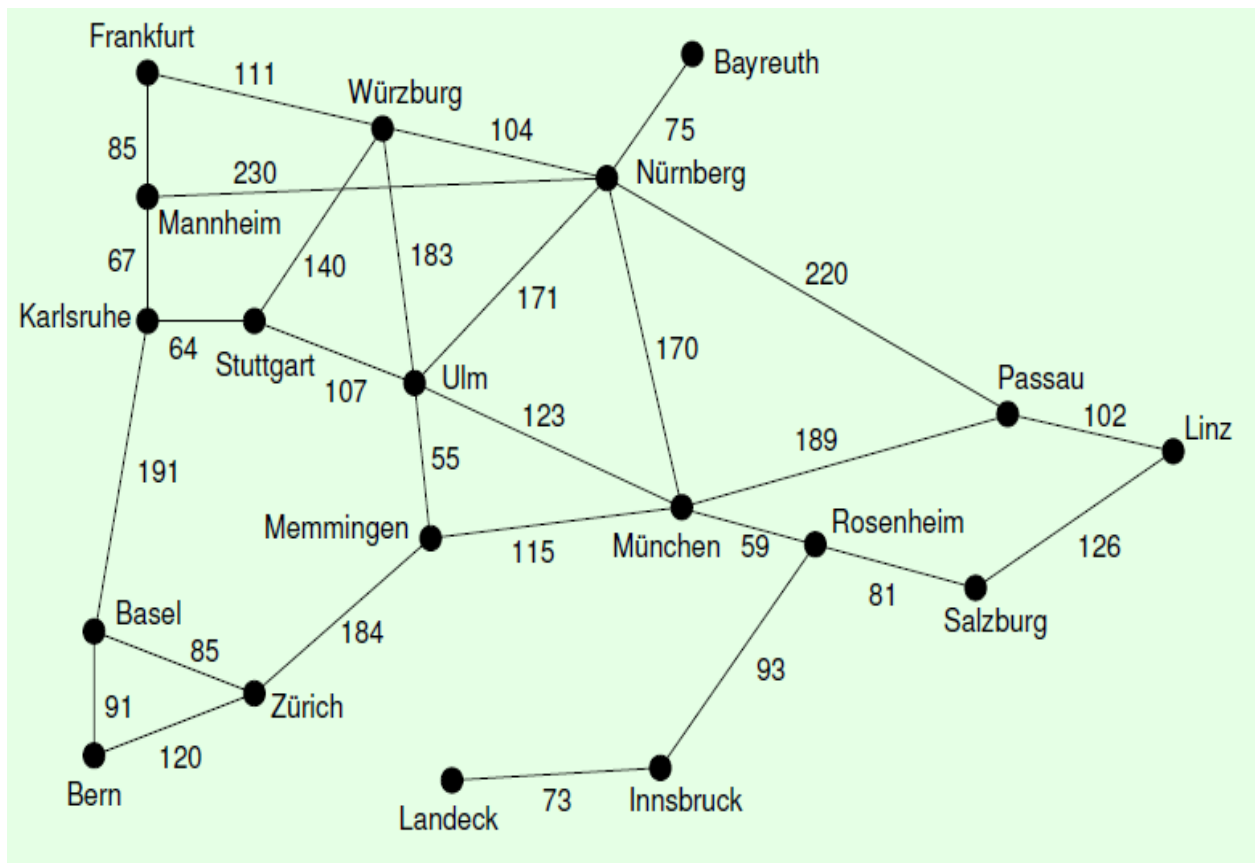 Frankfurt
Bayreuth
111
Würzburg
104
75
85
230
Nürnberg
Mannheim
67
140
183
220
171
Karlsruhe
64
Stuttgart
170
107
Ulm
Passau
123
102
Linz
189
55
191
Memmingen
Rosenheim
115
München
59
126
81
Basel
Salzburg
184
85
93
91
Zürich
120
Bern
73
Innsbruck
Landeck